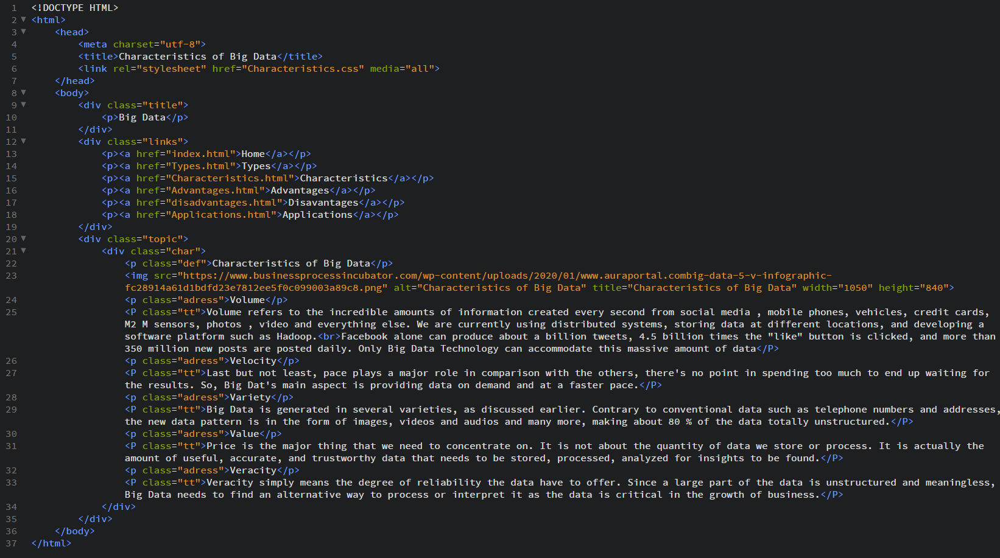 1 <!DOCTYPE HTML>
2 <html>
3 <head>
4 <meta charset="utf-8">
5 <title>Characteristics of Big Data</title>
6 <link rel="stylesheet" href="Characteristics.css" media="all">
7 </head>
8 <body>
9 <div class="title">
10 <p>Big Data</p>
11 </div>
12 <div class="links">
13 <p><a href="index.html">Home</a></p>
14 <p><a href="Types.html">Types</a></p>
15 <p><a href="Characteristics.html">Characteristics</a></p>
16 <p><a href="Advantages.html">Advantages</a></p>
17 <p><a href="disadvantages.html">Disavantages</a></p>
18 <p><a href="Applications.html">Applications</a></p>
19 </div>
20 <div class="topic">
21 <div class="char">
22 <p class="def">Characteristics of Big Data</p>
23 <img src="https://www.businessprocessincubator.com/wp-content/uploads/2020/01/www.auraportal.combig-data-5-v-infographic-
fc28914a61d1bdfd23e7812ee5f0c099003a89c8.png" alt="Characteristics of Big Data" title="Characteristics of Big Data" width="1050" height="840">
24 <p class="adress">Volume</p>
25 <P class="tt">Volume refers to the incredible amounts of information created every second from social media , mobile phones, vehicles, credit cards,
M2 M sensors, photos , video and everything else. We are currently using distributed systems, storing data at different locations, and developing a
software platform such as Hadoop.<br>Facebook alone can produce about a billion tweets, 4.5 billion times the "like" button is clicked, and more than
350 million new posts are posted daily. Only Big Data Technology can accommodate this massive amount of data</P>
26 <p class="adress">Velocity</p>
27 <P class="tt">Last but not least, pace plays a major role in comparison with the others, there's no point in spending too much to end up waiting for
the results. So, Big Dat's main aspect is providing data on demand and at a faster pace.</P>
28 <p class="adress">Variety</p>
29 <P class="tt">Big Data is generated in several varieties, as discussed earlier. Contrary to conventional data such as telephone numbers and addresses,
the new data pattern is in the form of images, videos and audios and many more, making about 80 % of the data totally unstructured.</P>
30 <p class="adress">Value</p>
31 <P class="tt">Price is the major thing that we need to concentrate on. It is not about the quantity of data we store or process. It is actually the
amount of useful, accurate, and trustworthy data that needs to be stored, processed, analyzed for insights to be found.</P>
32 <p class="adress">Veracity</p>
33 <P class="tt">Veracity simply means the degree of reliability the data have to offer. Since a large part of the data is unstructured and meaningless,
Big Data needs to find an alternative way to process or interpret it as the data is critical in the growth of business.</P>
34 </div>
35 </div>
36 </body>
37 </html>